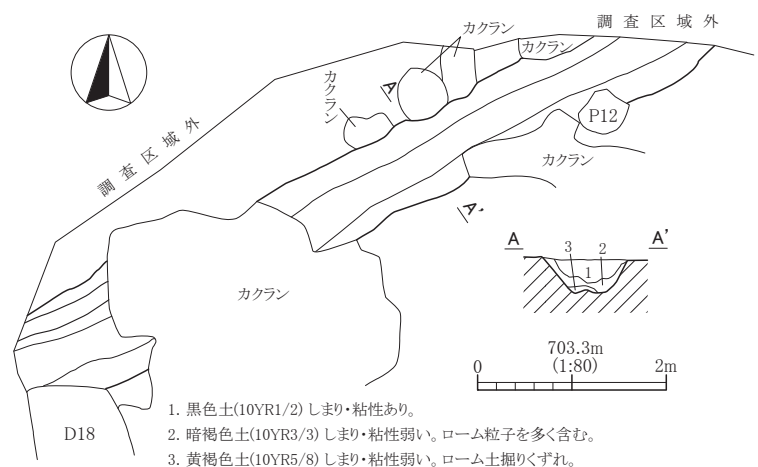 調査区域外
カクラン
カクラン
カクラン
A
調査区域外
P12
カクラン
A'
A
A'
3
2
1
カクラン
703.3m
0
(1:80)
2m
D18
1. 黒色土(10YR1/2) しまり・粘性あり。
2. 暗褐色土(10YR3/3) しまり・粘性弱い。ローム粒子を多く含む。
3. 黄褐色土(10YR5/8) しまり・粘性弱い。ローム土掘りくずれ。